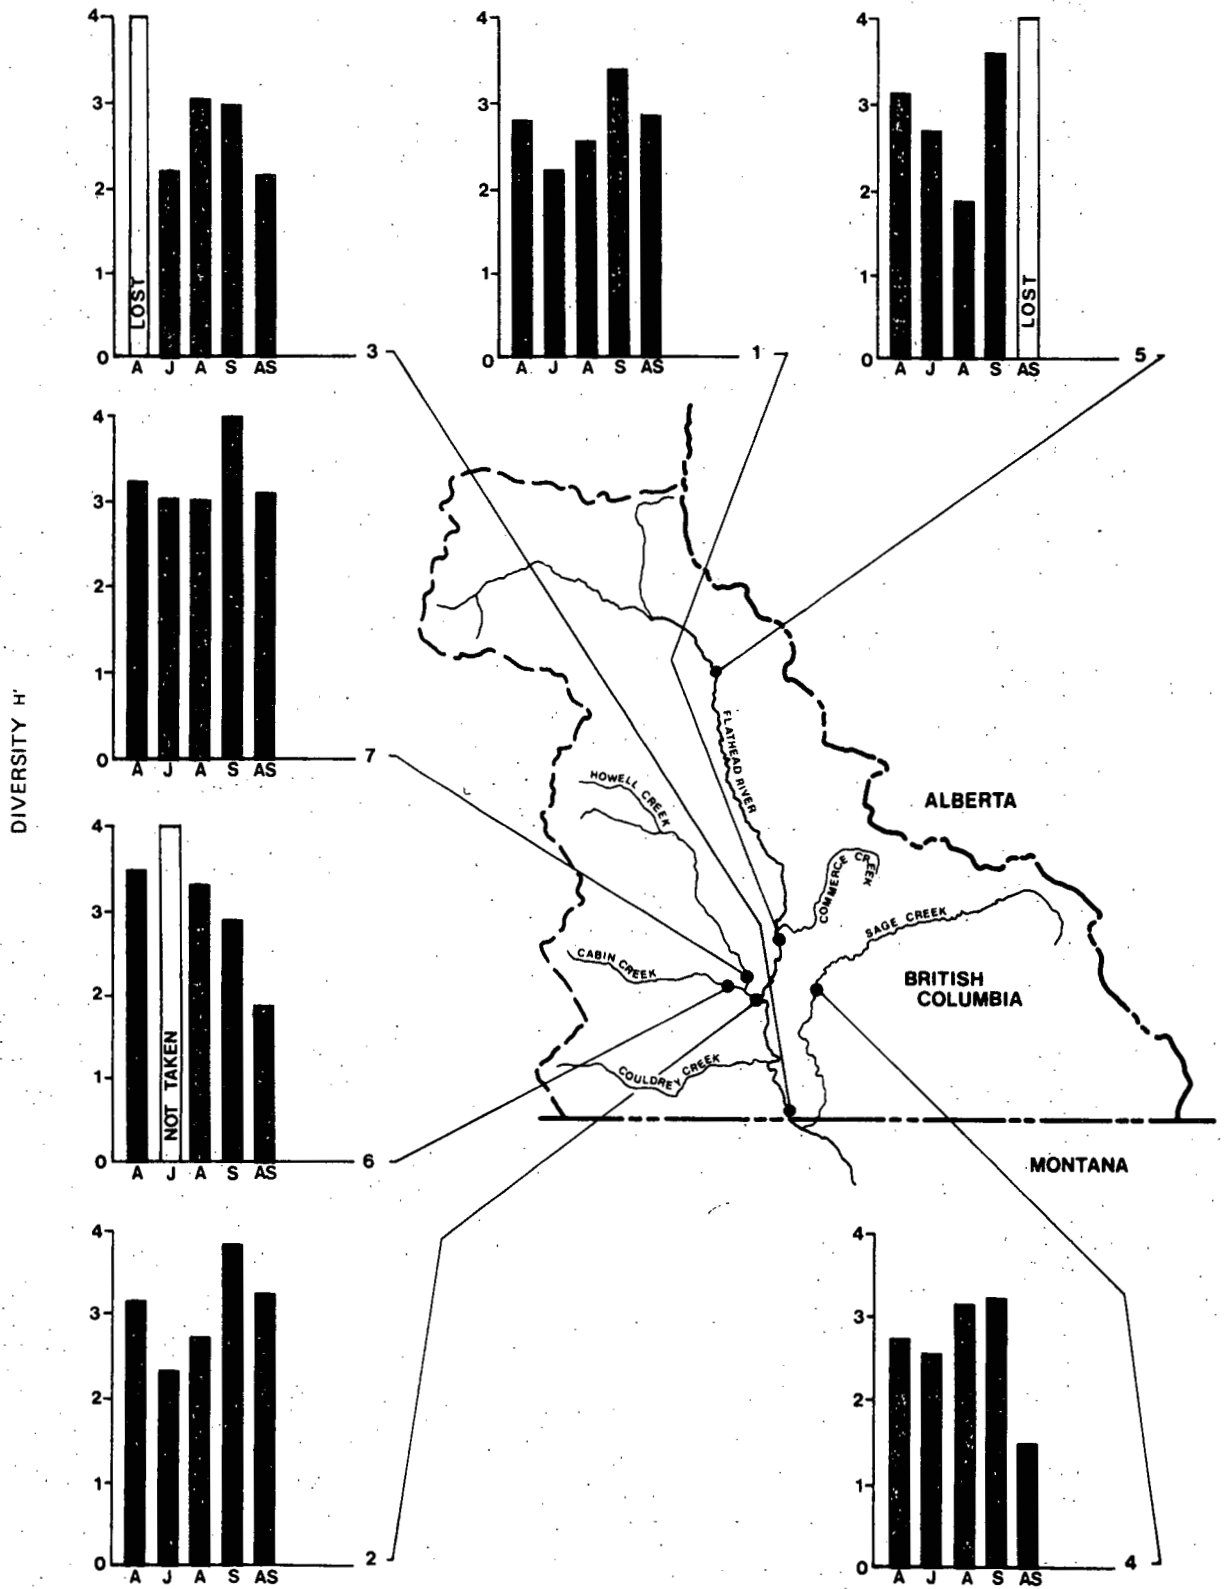 DIVERSITY H'
4
3
2
1
0
LOST
A J A S AS
3
4
3
2
1
0
A J A S AS
1
4
3
2
1
0
LOST
A J A S AS
5
4
3
2
1
0
A J A S AS
7
4
3
2
1
0
NOT TAKEN
A J A S AS
6
4
3
2
1
0
A J A S AS
2
4
3
2
1
0
A J A S AS
4
FLATHEAD RIVER
HOWELL CREEK
ALBERTA
COMMERCE CREEK
SAGE CREEK
CABIN CREEK
BRITISH
COLUMBIA
COULDREY CREEK
MONTANA